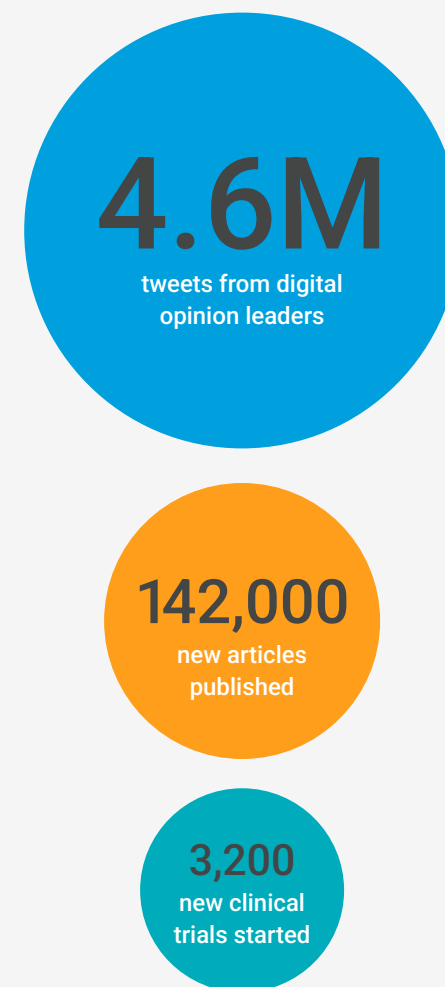 4.6M
tweets from digital
opinion leaders
142,000
new articles
published
3,200
new clinical
trials started